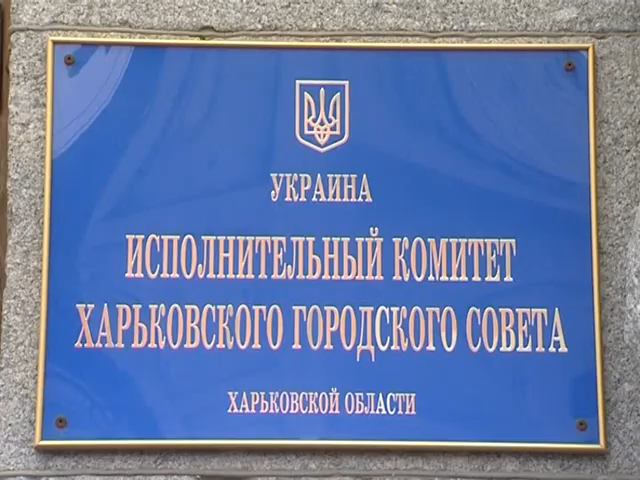 УКРАИНА
ИСПОЛНИТЕЛЬНЫЙ КОМИТЕТ
ХАРЬКОВСКОГО ГОРОДСКОГО СОВЕТА
ХАРЬКОВСКОЙ ОБЛАСТИ